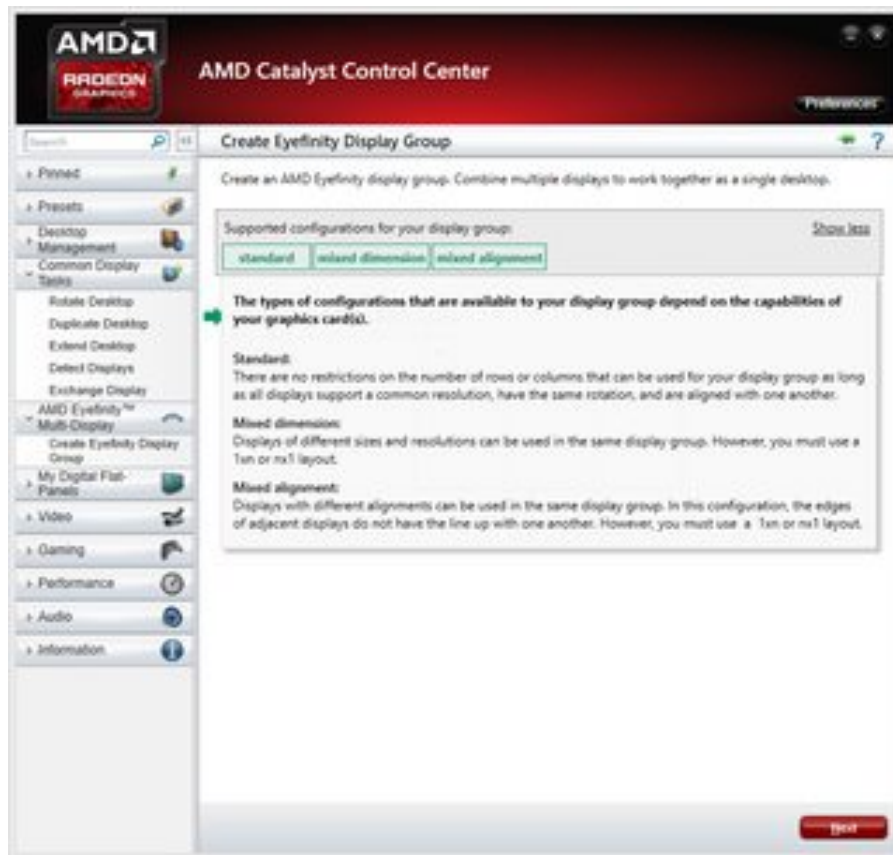 AMD
RADEON
GRAPHICS
AMD Catalyst Control Center
Preferences
Search
Create Eyefinity Display Group
?
Pinned
Create an AMD Eyefinity display group. Combine multiple displays to work together as a single desktop.
Presets
Supported configurations for your display group:
Show less
Desktop
Management
standard mixed dimension mixed alignment
Common Display
Tasks
Rotate Desktop
Duplicate Desktop
Extend Desktop
Detect Displays
Exchange Display
AMD Eyefinity™
Multi-Display
Create Eyefinity Display
Group
My Digital Flat-
Panels
Video
Gaming
Performance
Audio
Information
The types of configurations that are available to your display group depend on the capabilities of
your graphics card(s).
Standard:
There are no restrictions on the number of rows or columns that can be used for your display group as long
as all displays support a common resolution, have the same rotation, and are aligned with one another.
Mixed dimension:
Displays of different sizes and resolutions can be used in the same display group. However, you must use a
1xn or nx1 layout.
Mixed alignment:
Displays with different alignments can be used in the same display group. In this configuration, the edges
of adjacent displays do not have the line up with one another. However, you must use a 1xn or nx1 layout.
Next